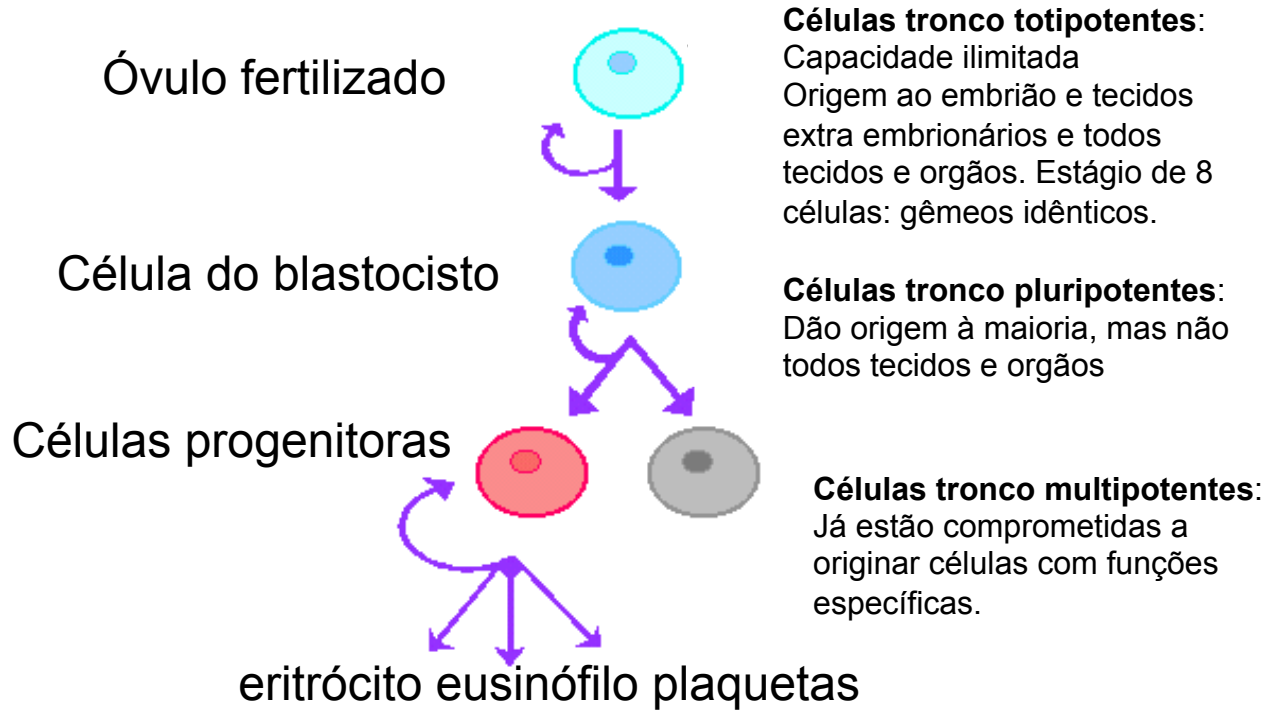 Óvulo fertilizado
Células tronco totipotentes:
Capacidade ilimitada
Origem ao embrião e tecidos
extra embrionários e todos
tecidos e orgãos. Estágio de 8
células: gêmeos idênticos.
Célula do blastocisto
Células tronco pluripotentes:
Dão origem à maioria, mas não
todos tecidos e orgãos
Células progenitoras
Células tronco multipotentes:
Já estão comprometidas a
originar células com funções
específicas.
eritrócito eusinófilo plaquetas